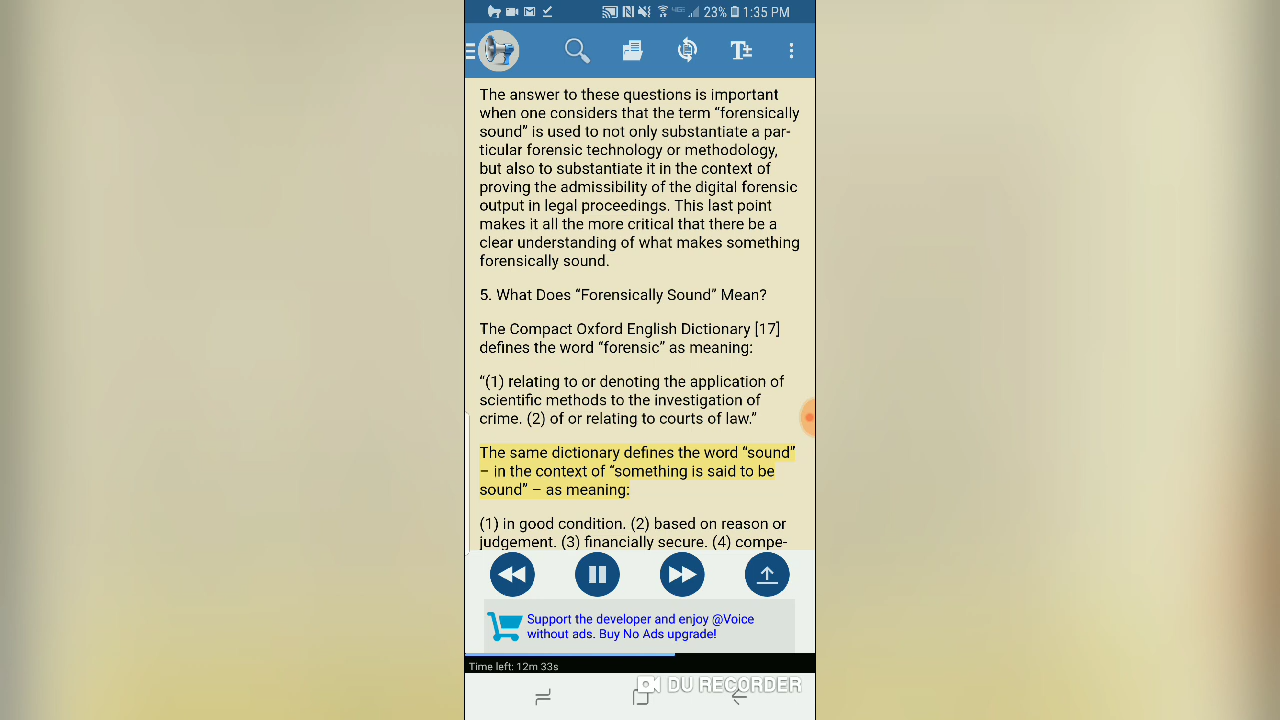 23% 1:35 PM
T±
The answer to these questions is important
when one considers that the term “forensically
sound” is used to not only substantiate a par-
ticular forensic technology or methodology,
but also to substantiate it in the context of
proving the admissibility of the digital forensic
output in legal proceedings. This last point
makes it all the more critical that there be a
clear understanding of what makes something
forensically sound.
5. What Does “Forensically Sound” Mean?
The Compact Oxford English Dictionary [17]
defines the word “forensic” as meaning:
“(1) relating to or denoting the application of
scientific methods to the investigation of
crime. (2) of or relating to courts of law.”
The same dictionary defines the word “sound”
– in the context of “something is said to be
sound” – as meaning:
(1) in good condition. (2) based on reason or
judgement. (3) financially secure. (4) compe-
Support the developer and enjoy @Voice
without ads. Buy No Ads upgrade!
Time left: 12m 33s
DU RECORDER